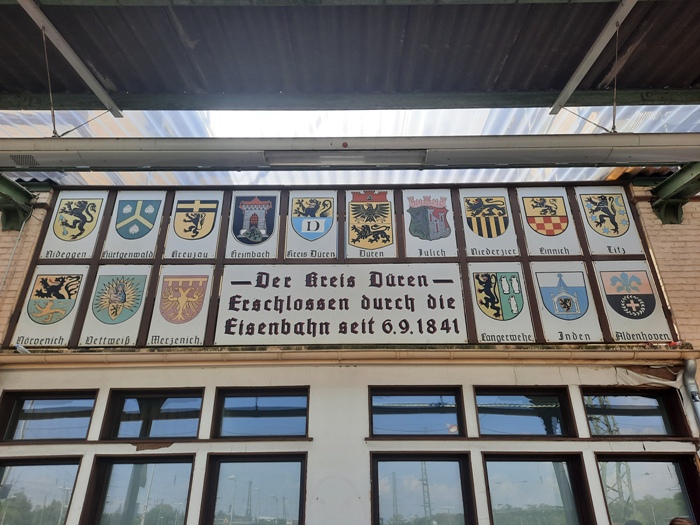 Nideggen Hürtgenwald Kreuzau Heimbach Kreis Düren Düren Jülich Niederzier Linnich Titz
D
Nörvenich Vettweiß Merzenich
— Der Kreis Düren —
Erschlossen durch die
Eisenbahn seit 6.9.1841
Langerwehe Inden Aldenhoven